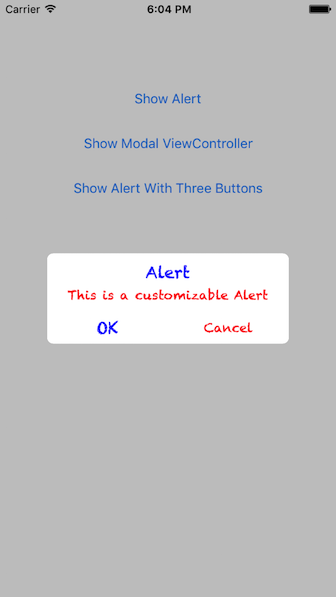 Carrier 6:04 PM
Show Alert
Show Modal ViewController
Show Alert With Three Buttons
Alert
This is a customizable Alert
OK Cancel